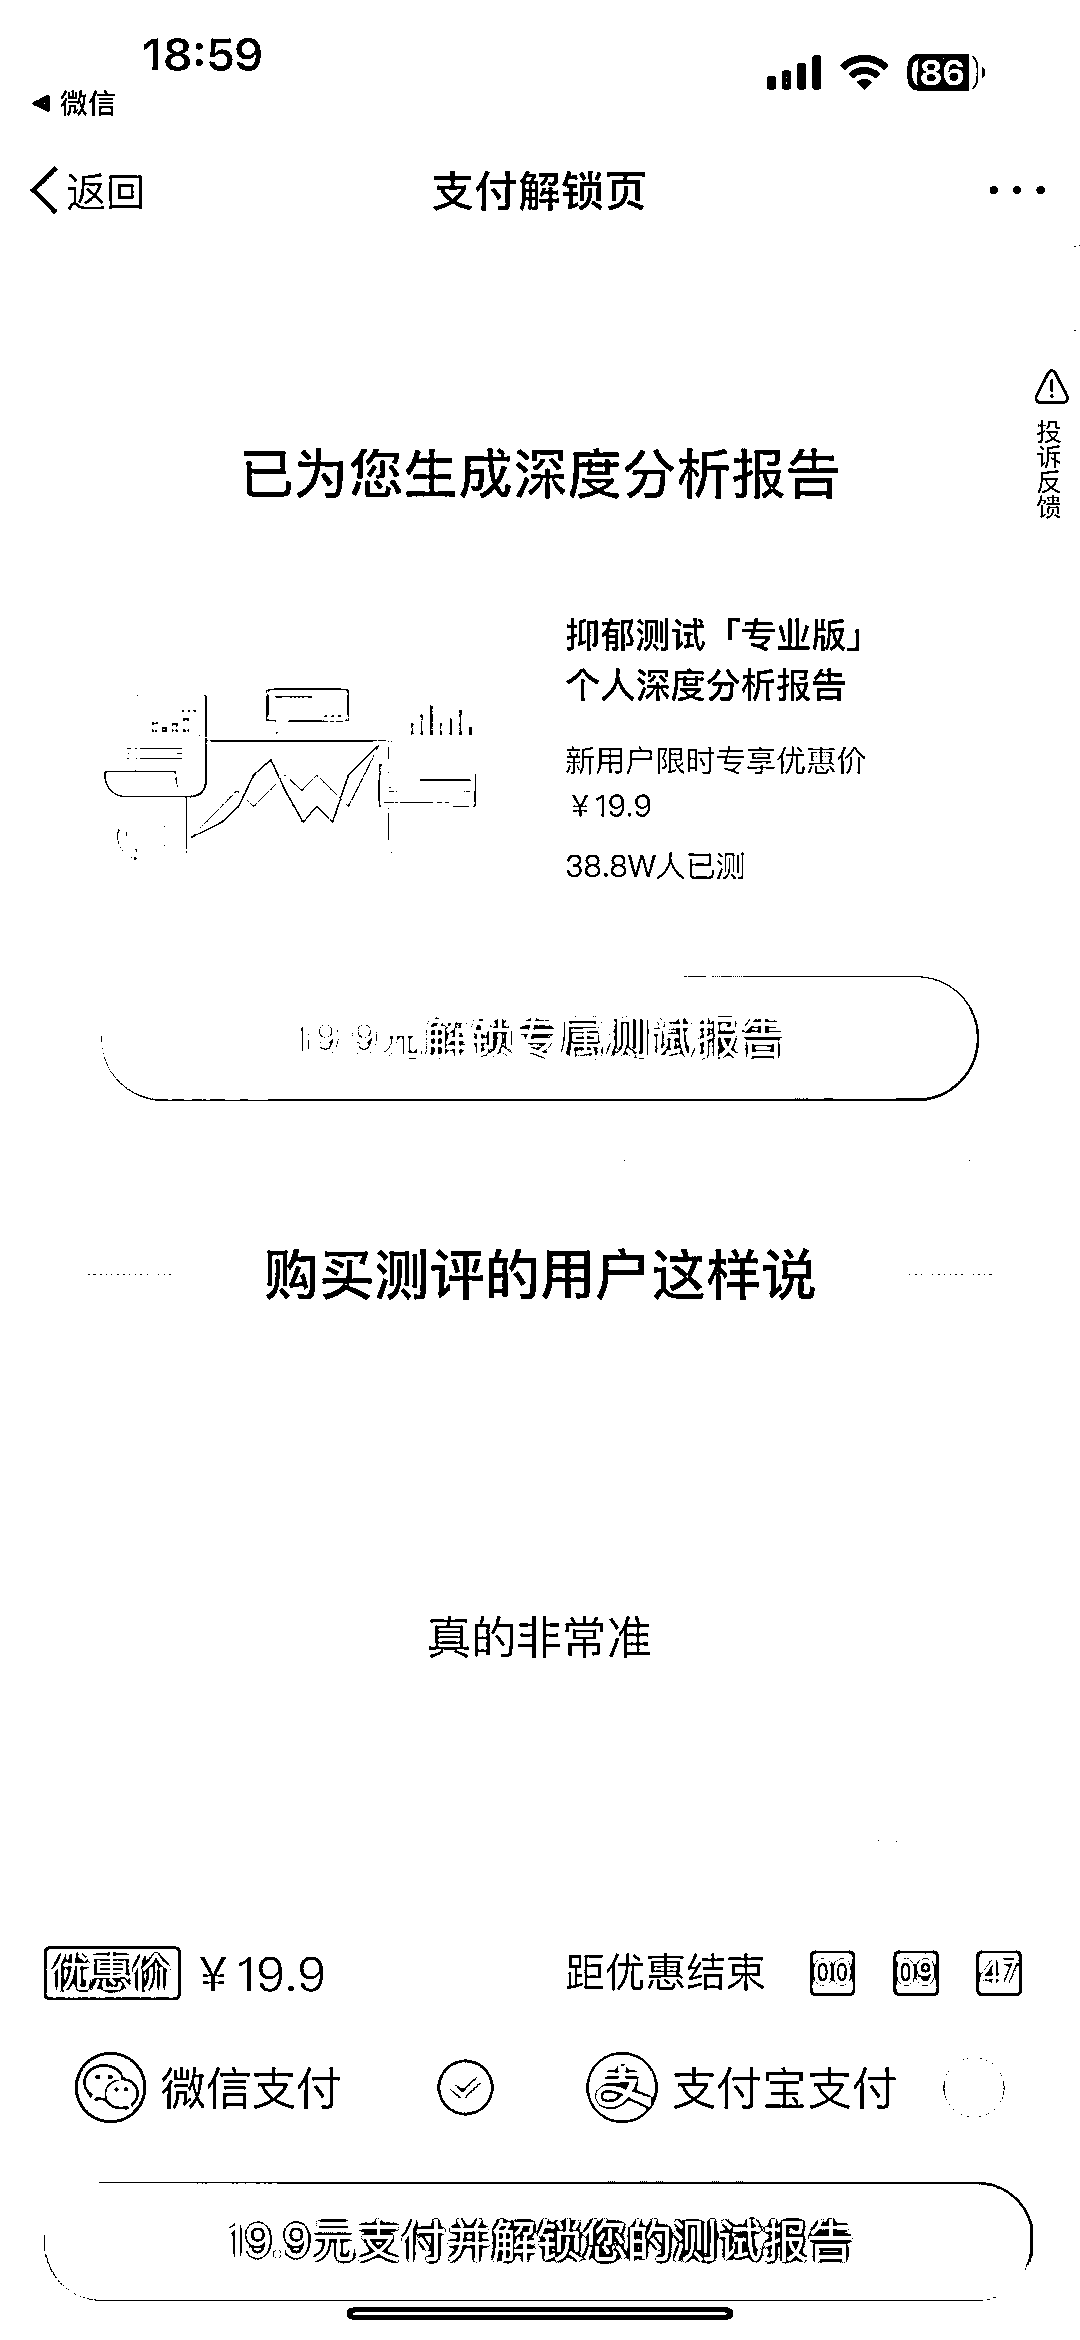 18:59
86
微信
返回
支付解锁页
投诉反馈
已为您生成深度分析报告
抑郁测试「专业版」
个人深度分析报告
新用户限时专享优惠价
¥19.9
38.8W人已测
19.9元解锁专属测试报告
购买测评的用户这样说
真的非常准
优惠价 ¥19.9 距优惠结束 00 09 47
微信支付 支付宝支付
19.9元支付并解锁您的测试报告